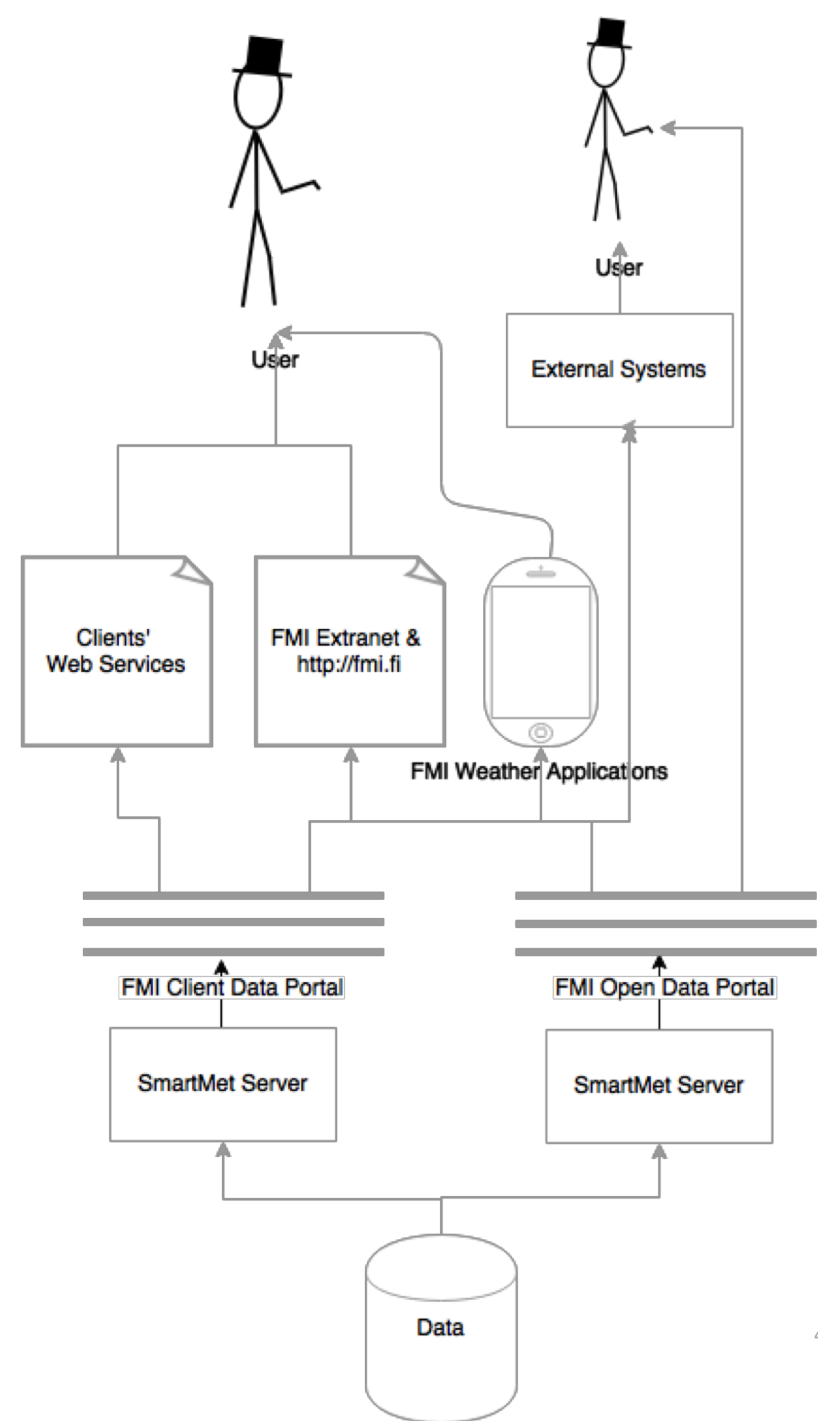 User
User
External Systems
Clients'
Web Services
FMI Extranet &
http://fmi.fi
FMI Weather Applications
FMI Client Data Portal
FMI Open Data Portal
SmartMet Server
SmartMet Server
Data